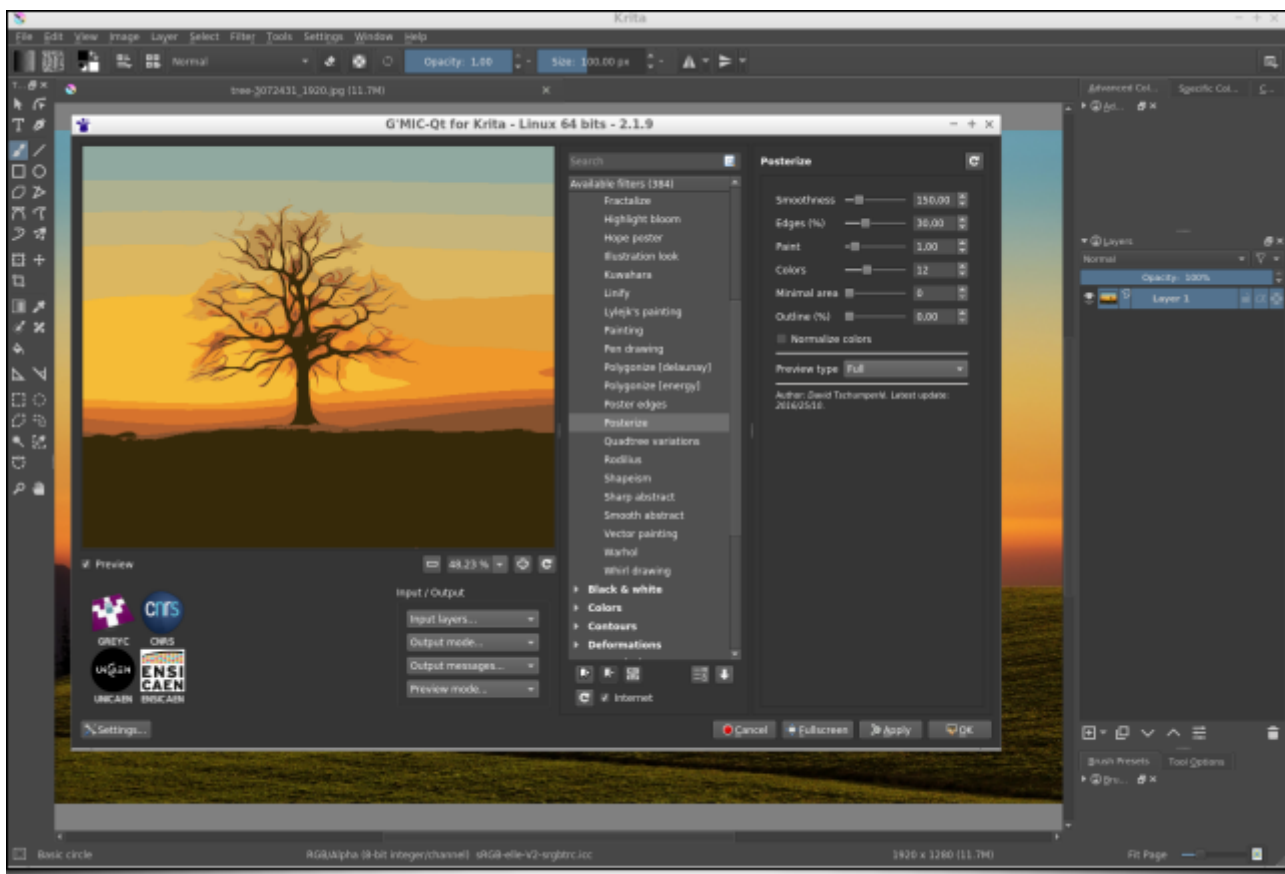 Krita
File Edit View Image Layer Select Filter Tools Settings Window Help
Normal
Opacity: 1.00
Size: 100.00 px
T...
tree-3072431_1920.jpg (11.7M)
Advanced Col...
Specific Col...
C...
Ad...
G'MIC-Qt for Krita - Linux 64 bits - 2.1.9
Search
Available filters (384)
Fractalize
Highlight bloom
Hope poster
Illustration look
Kuwahara
Linify
Lylejk's painting
Painting
Pen drawing
Polygonize [delaunay]
Polygonize [energy]
Poster edges
Posterize
Quadtree variations
Rodilius
Shapeism
Sharp abstract
Smooth abstract
Vector painting
Warhol
Whirl drawing
Black & white
Colors
Contours
Deformations
Internet
Posterize
Smoothness 150,00
Edges (%) 30,00
Paint 1,00
Colors 12
Minimal area 0
Outline (%) 0,00
Normalize colors
Preview type Full
Author: David Tschumperlé. Latest update:
2016/25/10.
Preview
48.23 %
GREYC
cnrs
CNRS
UNICAEN
ENSI
CAEN
ENSICAEN
Input / Output
Input layers...
Output mode...
Output messages...
Preview mode...
Settings...
Cancel
Fullscreen
Apply
OK
Layers
Normal
Opacity: 100%
Layer 1
Brush Presets
Tool Options
Bru...
Basic circle
RGB/Alpha (8-bit integer/channel) sRGB-elle-V2-srgbtrc.icc
1920 x 1280 (11.7M)
Fit Page